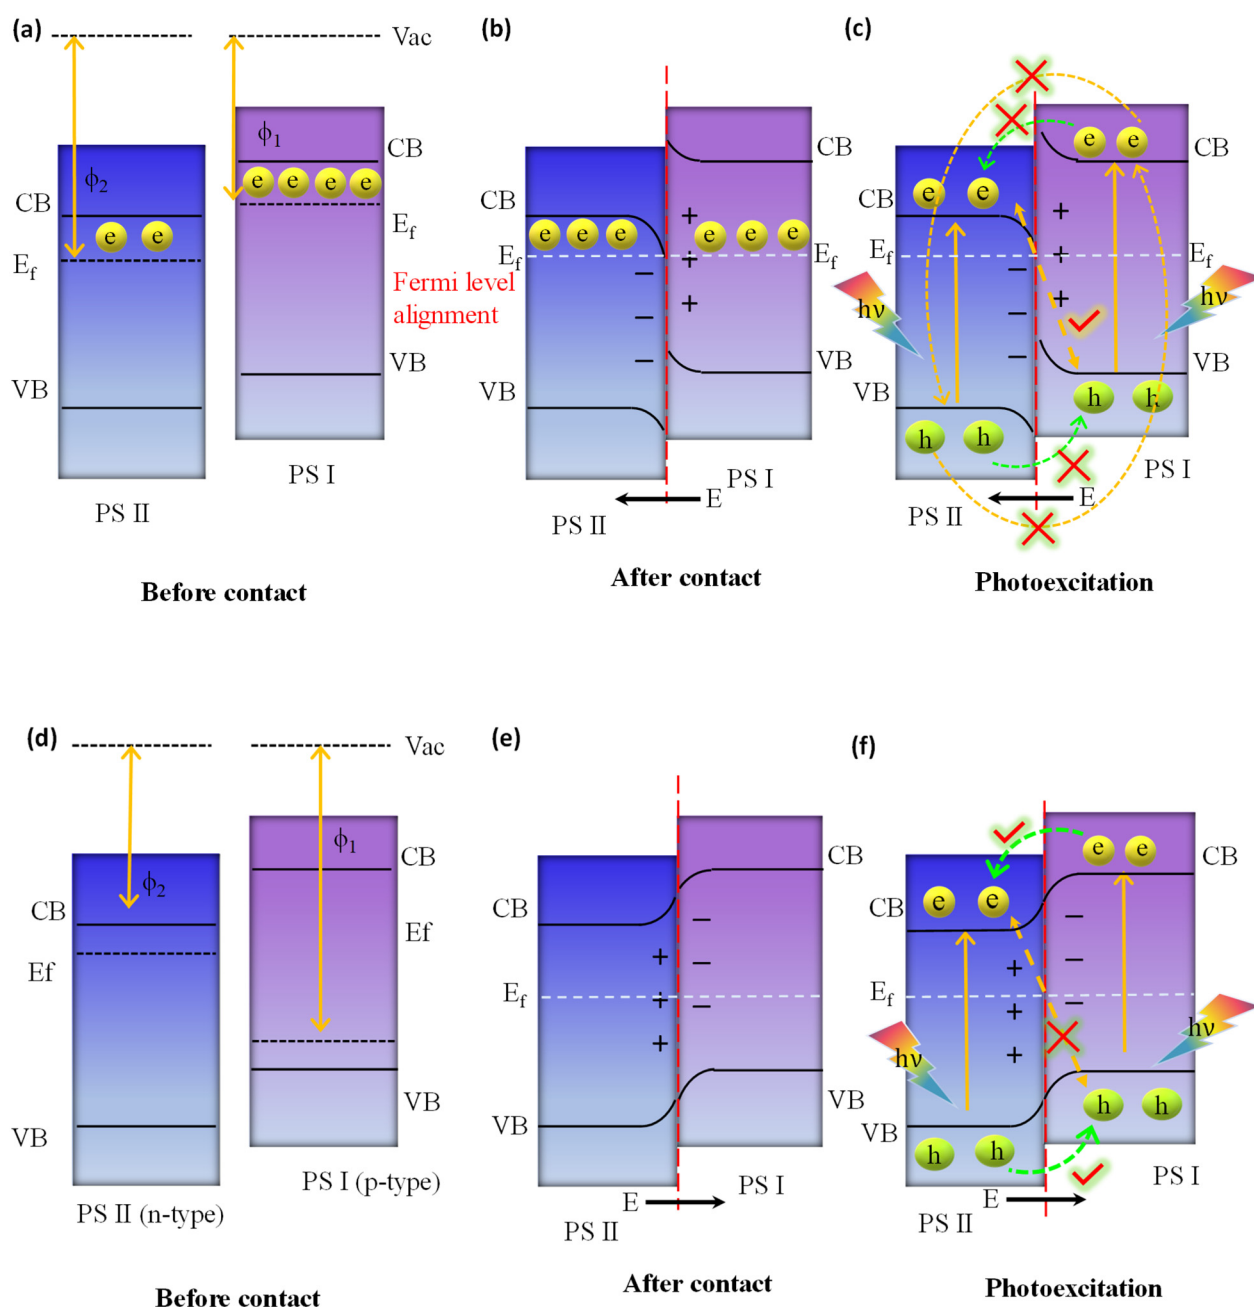 (a)
Vac
ϕ1
CB
e e e e
ϕ2
CB
e e
Ef
Ef
Fermi level
alignment
VB
VB
PS I
PS II
Before contact
(b)
CB
CB
+
e e e
e e e
Ef
+
Ef
−
+
−
−
VB
VB
PS I
E
PS II
After contact
(c)
e e
CB
e e
CB
+
Ef
+
Ef
−
hν
+
hν
−
−
VB
VB
h h
h h
PS I
E
PS II
Photoexcitation
(d)
Vac
ϕ1
CB
ϕ2
CB
Ef
Ef
VB
VB
PS I (p-type)
PS II (n-type)
Before contact
(e)
CB
CB
−
+
−
Ef
+
−
+
VB
VB
PS I
E
PS II
After contact
(f)
e e
CB
e e
CB
−
+
−
Ef
−
+
hν
hν
+
h h
VB
VB
h h
PS I
E
PS II
Photoexcitation